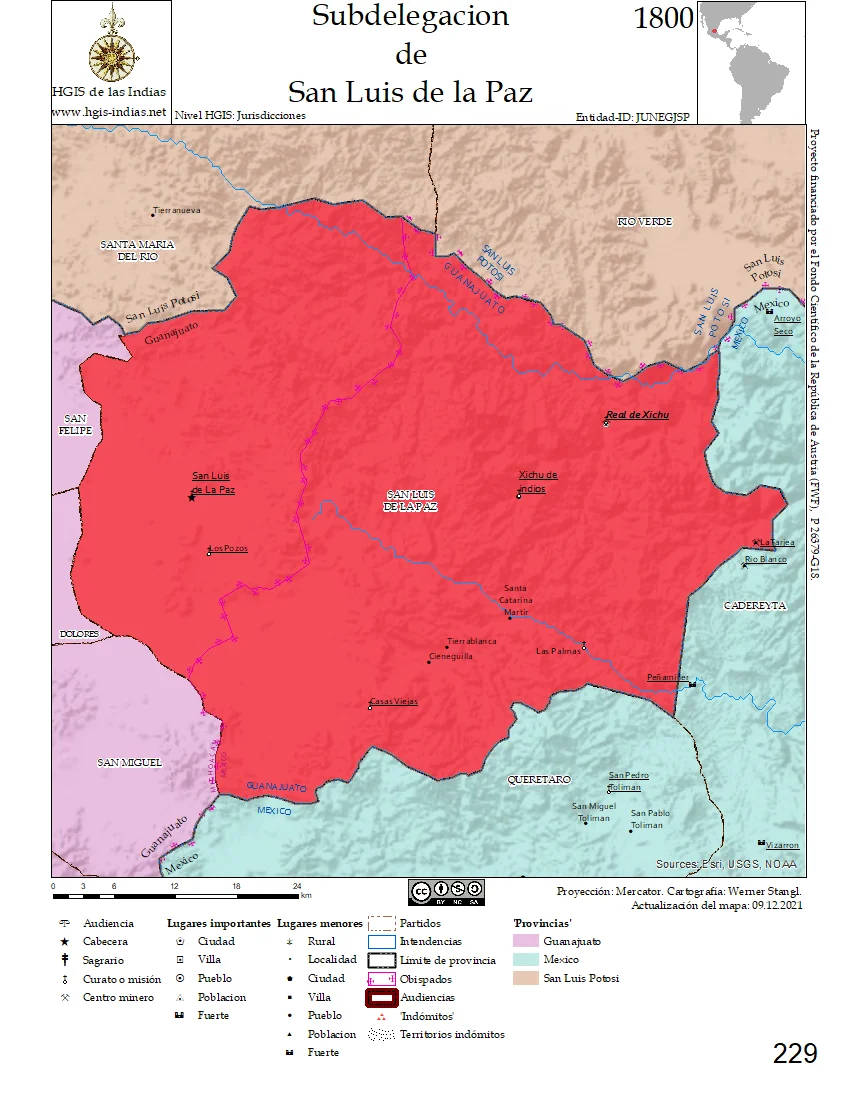 Subdelegacion
de
San Luis de la Paz
1800
HGIS de las Indias
www.hgis-indias.net
Nivel HGIS: Jurisdicciones
Entidad-ID: JUNEGJSP
Proyecto financiado por el Fondo Científico de la República de Austria (FWF), P 26379-G18.
Tierranueva
SANTA MARIA
DEL RIO
RIO VERDE
San Luis Potosi
Guanajuato
SAN LUIS
POTOSI
GUANAJUATO
San Luis
Potosi
Mexico
SAN LUIS
POTOSI
MEXICO
Arroyo
Seco
SAN
FELIPE
Real de Xichu
San Luis
de La Paz
Xichu de
Indios
SAN LUIS
DE LA PAZ
Los Pozos
La Tarjea
Rio Blanco
Santa
Catarina
Martir
CADEREYTA
DOLORES
Tierrablanca
Cieneguilla
Las Palmas
Peñamiller
Casas Viejas
SAN MIGUEL
MICHOACAN
MEXICO
GUANAJUATO
MEXICO
QUERETARO
San Pedro
Toliman
San Miguel
Toliman
San Pablo
Toliman
Guanajuato
Mexico
Vizarron
Sources: Esri, USGS, NOAA
0 3 6 12 18 24
km
CC BY NC SA
Proyección: Mercator. Cartografía: Werner Stangl.
Actualización del mapa: 09.12.2021
Audiencia
Cabecera
Sagrario
Curato o misión
Centro minero
Lugares importantes
Ciudad
Villa
Pueblo
Poblacion
Fuerte
Lugares menores
Rural
Localidad
Ciudad
Villa
Pueblo
Poblacion
Fuerte
Partidos
Intendencias
Límite de provincia
Obispados
Audiencias
'Indómitos'
Territorios indómitos
'Provincias'
Guanajuato
Mexico
San Luis Potosi
229